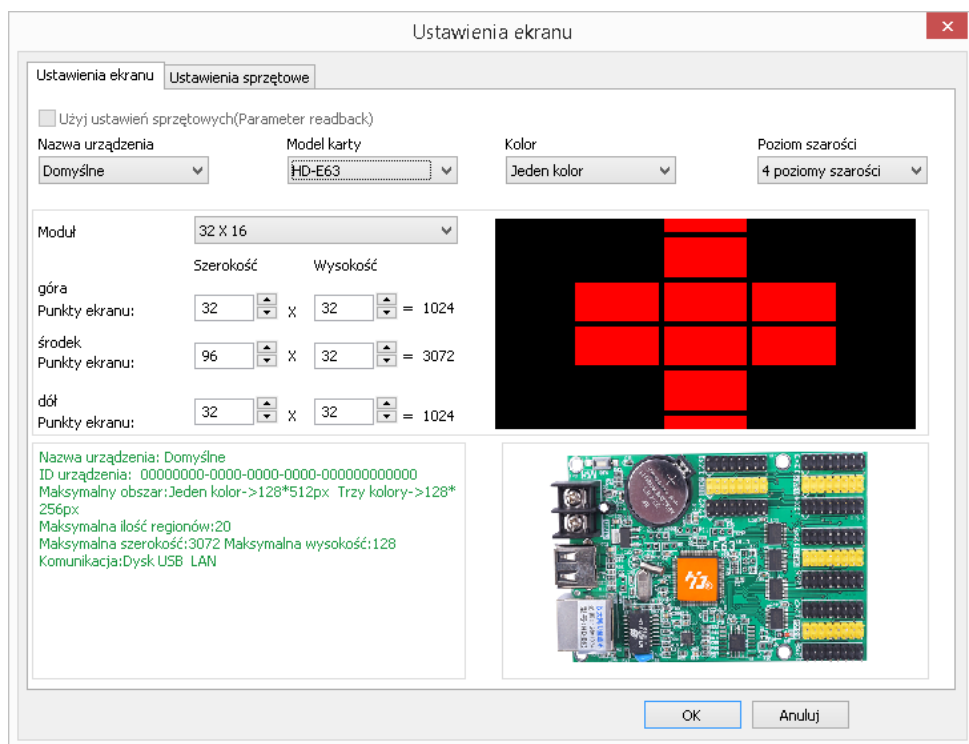 Ustawienia ekranu
Ustawienia ekranu Ustawienia sprzętowe
Użyj ustawień sprzętowych(Parameter readback)
Nazwa urządzenia Model karty Kolor Poziom szarości
Domyślne HD-E63 Jeden kolor 4 poziomy szarości
Moduł 32 X 16
Szerokość Wysokość
góra
Punkty ekranu: 32 X 32 = 1024
środek
Punkty ekranu: 96 X 32 = 3072
dół
Punkty ekranu: 32 X 32 = 1024
Nazwa urządzenia: Domyślne
ID urządzenia: 00000000-0000-0000-0000-000000000000
Maksymalny obszar:Jeden kolor->128*512px Trzy kolory->128*
256px
Maksymalna ilość regionów:20
Maksymalna szerokość:3072 Maksymalna wysokość:128
Komunikacja:Dysk USB LAN
OK Anuluj